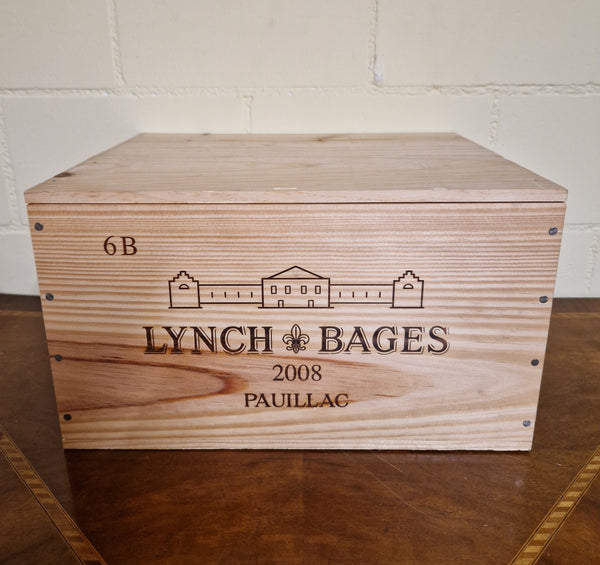 6B
LYNCH BAGES
2008
PAUILLAC